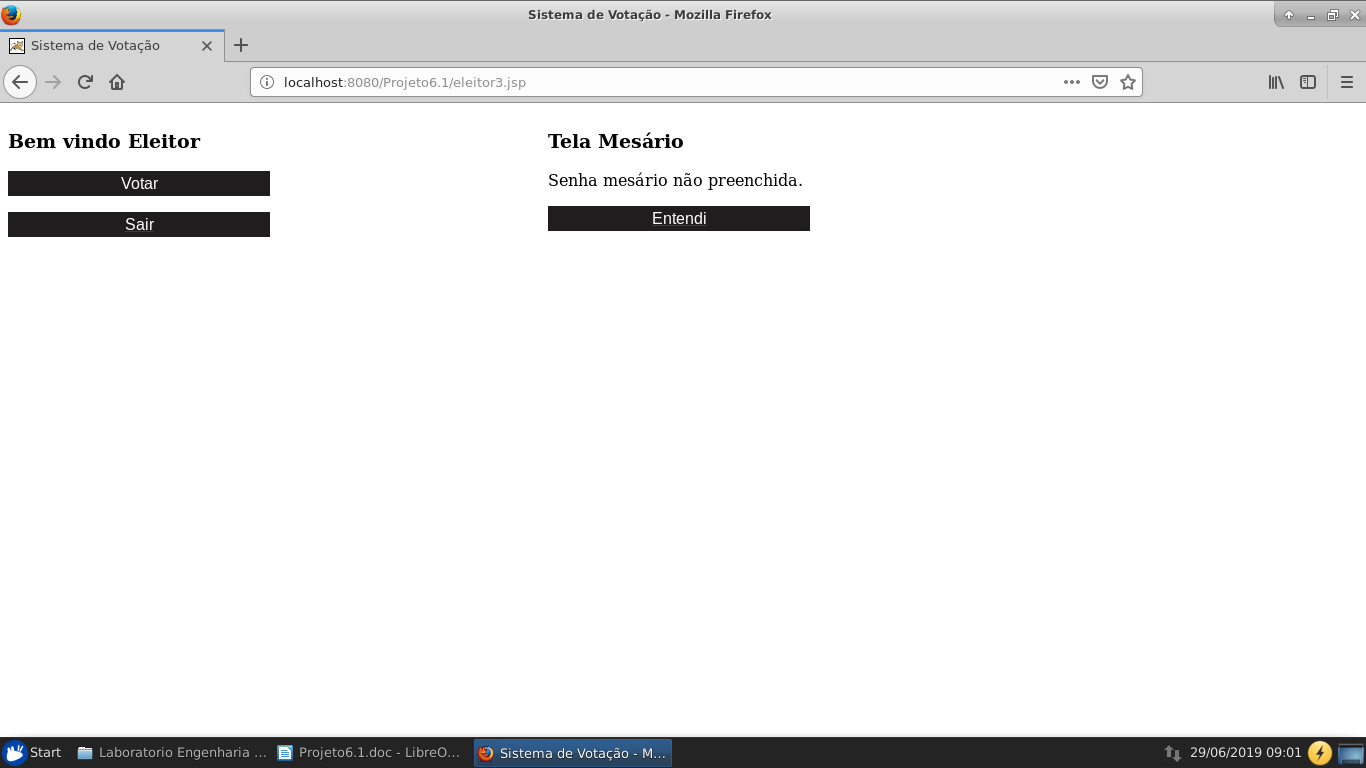 Sistema de Votação - Mozilla Firefox
Sistema de Votação
localhost:8080/Projeto6.1/eleitor3.jsp
Bem vindo Eleitor
Votar
Sair
Tela Mesário
Senha mesário não preenchida.
Entendi
Start Laboratorio Engenharia ... Projeto6.1.doc - LibreO... Sistema de Votação - M... 29/06/2019 09:01